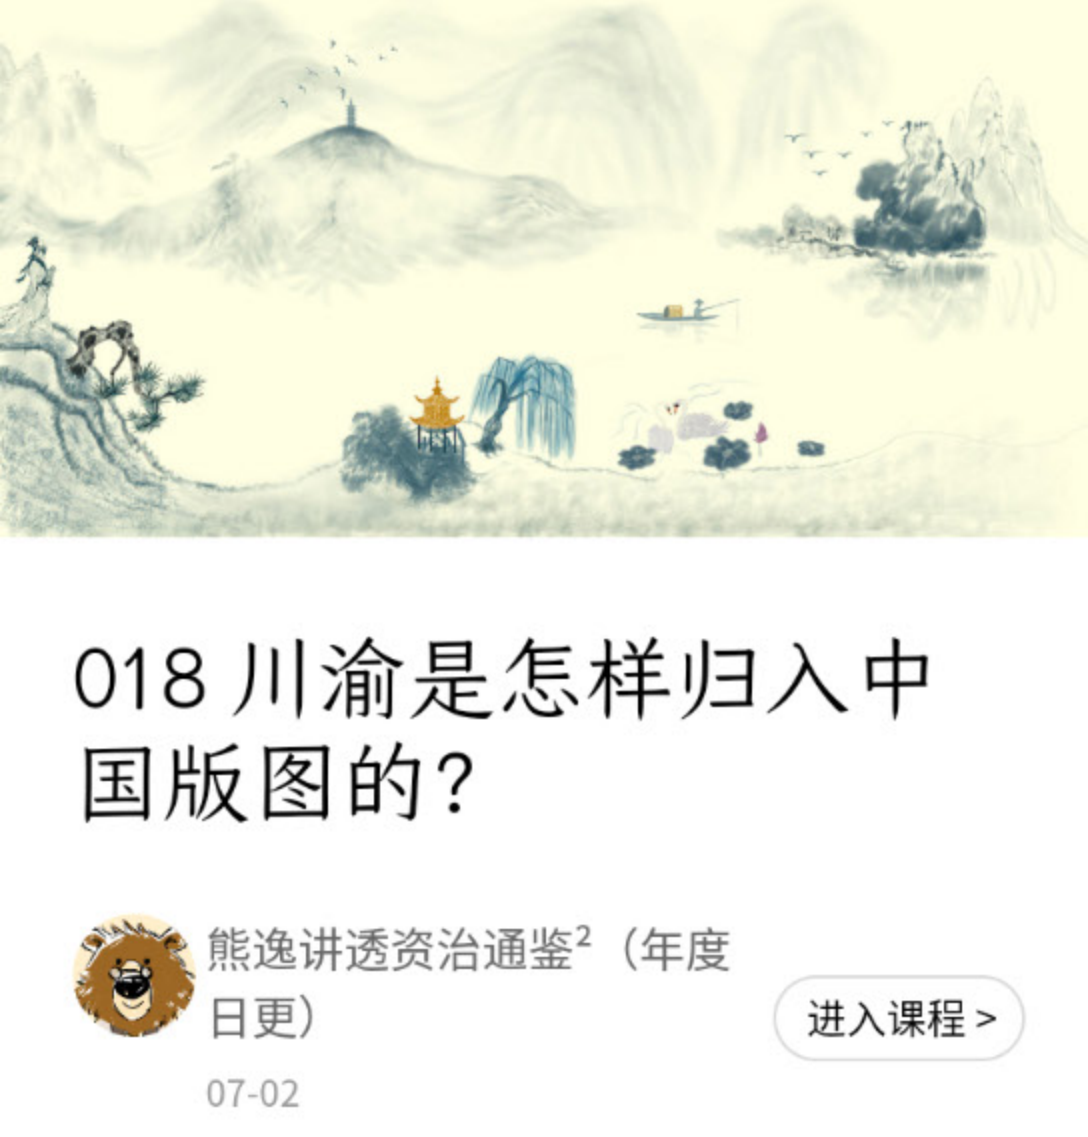 018 川渝是怎样归入中
国版图的？
熊逸讲透资治通鉴²（年度
日更）
进入课程 >
07-02